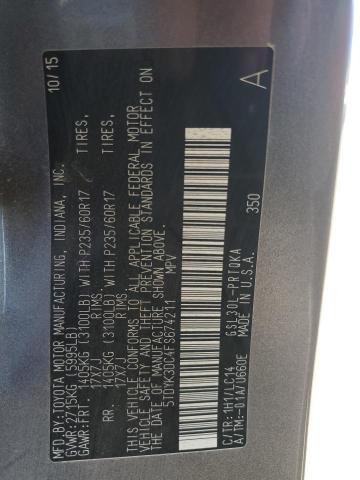 MFD.BY:TOYOTA MOTOR MANUFACTURING, INDIANA, INC. 10/15
GVWR:2715KG (5995LB)
GAWR:FRT. 1405KG (3100LB) WITH P235/60R17 TIRES,
17X7J RIMS
RR. 1405KG (3100LB) WITH P235/60R17 TIRES,
17X7J RIMS
THIS VEHICLE CONFORMS TO ALL APPLICABLE FEDERAL MOTOR
VEHICLE SAFETY AND THEFT PREVENTION STANDARDS IN EFFECT ON
THE DATE OF MANUFACTURE SHOWN ABOVE.
5TDYK3DC4FS674211 MPV
A
350
C/TR:1H1/LC14 GSL30L-PRTQKA
A/TM:-01A/U660E MADE IN U.S.A.